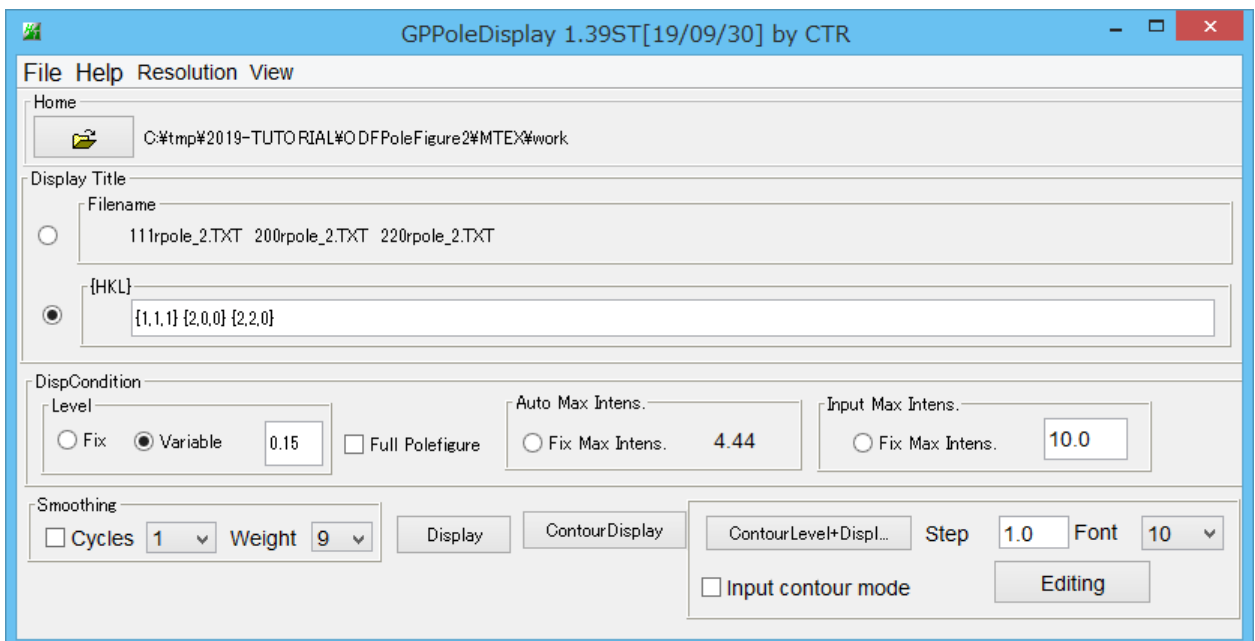 GPPoleDisplay 1.39ST[19/09/30] by CTR
File Help Resolution View
Home
C:¥tmp¥2019-TUTORIAL¥ODFPoleFigure2¥MTEX¥work
Display Title
Filename
111rpole_2.TXT 200rpole_2.TXT 220rpole_2.TXT
{HKL}
{1,1,1} {2,0,0} {2,2,0}
DispCondition
Level
Fix Variable 0.15
Full Polefigure
Auto Max Intens.
Fix Max Intens. 4.44
Input Max Intens.
Fix Max Intens. 10.0
Smoothing
Cycles 1 Weight 9
Display
ContourDisplay
ContourLevel+Displ... Step 1.0 Font 10
Input contour mode
Editing